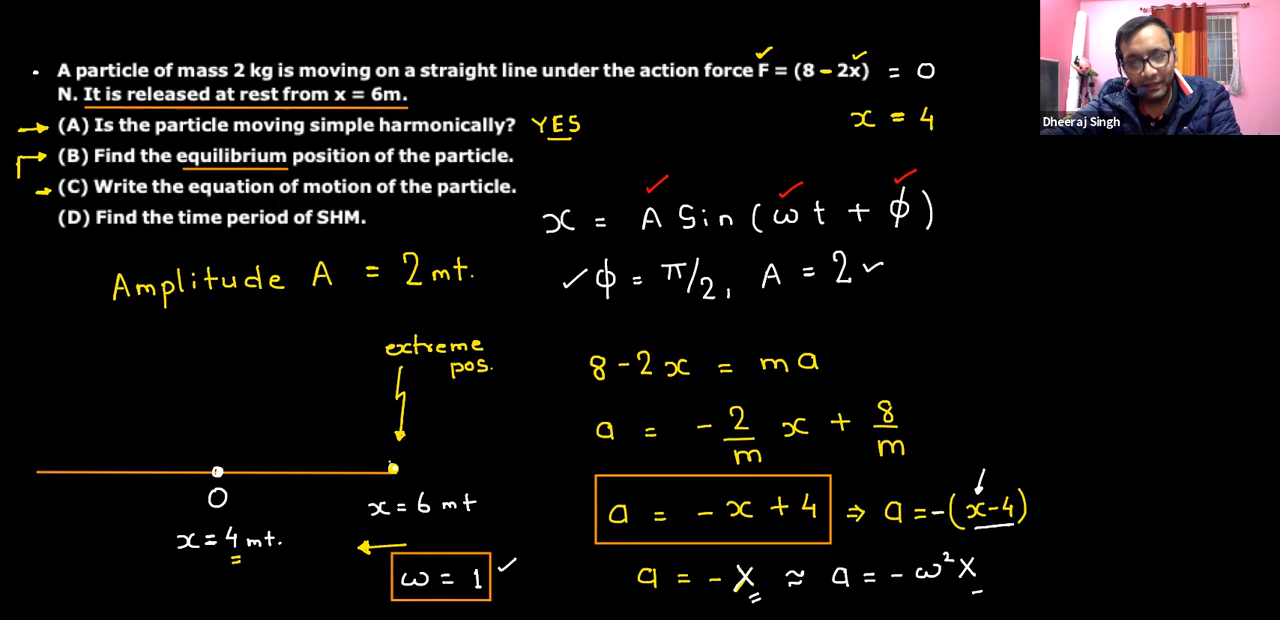 • A particle of mass 2 kg is moving on a straight line under the action force F = (8 – 2x) = 0
N. It is released at rest from x = 6m.
x = 4
(A) Is the particle moving simple harmonically? YES
(B) Find the equilibrium position of the particle.
(C) Write the equation of motion of the particle.
(D) Find the time period of SHM.
Dheeraj Singh
x = A Sin (ωt + ϕ)
Amplitude A = 2 mt.
✓ϕ = π/2, A = 2 ✓
extreme
pos.
8 - 2x = ma
a = - 2/m x + 8/m
O
x = 4 mt.
x = 6 mt
ω = 1 ✓
a = - x + 4 ⇒ a = - (x - 4)
a = - X ≈ a = - ω²X